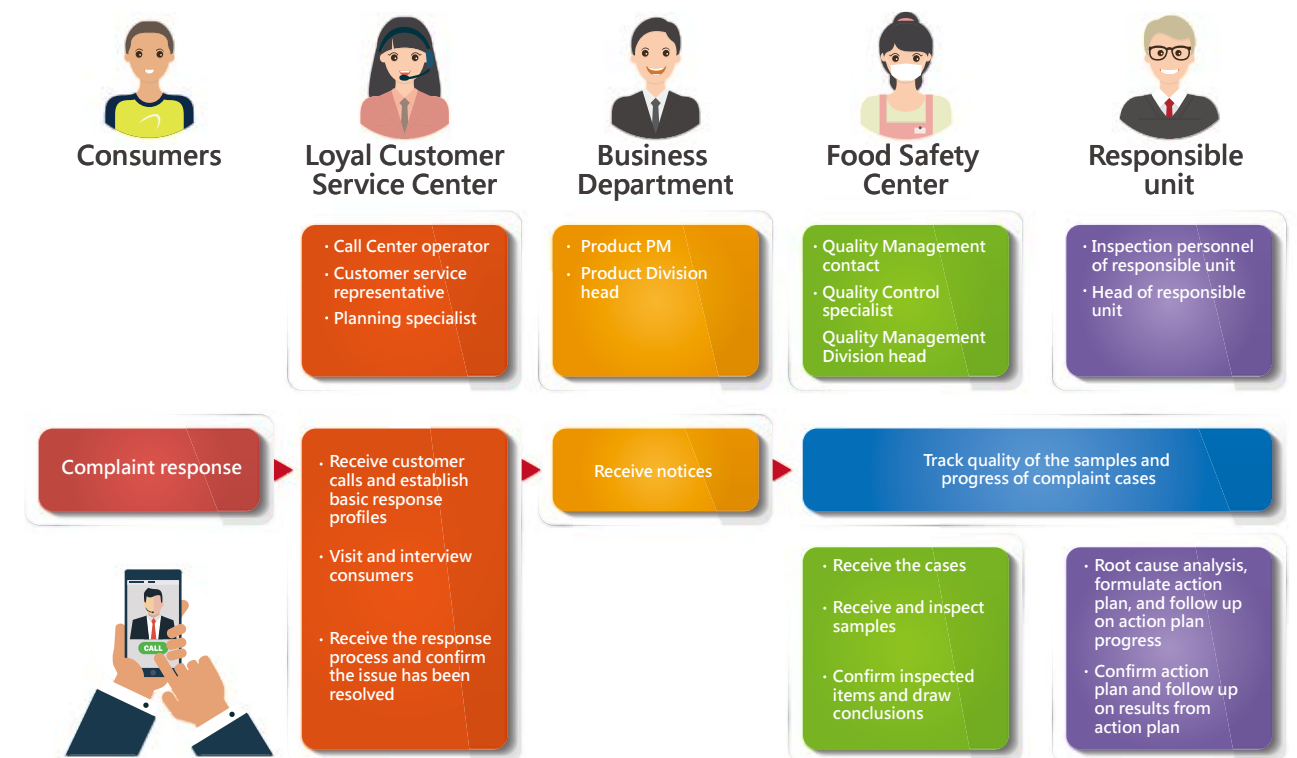 Consumers
Loyal Customer
Service Center
Business
Department
Food Safety
Center
Responsible
unit
· Call Center operator
· Customer service
representative
· Planning specialist
· Product PM
· Product Division
head
· Quality Management
contact
· Quality Control
specialist
Quality Management
Division head
· Inspection personnel
of responsible unit
· Head of responsible
unit
Complaint response
· Receive customer
calls and establish
basic response
profiles
· Visit and interview
consumers
· Receive the response
process and confirm
the issue has been
resolved
Receive notices
Track quality of the samples and
progress of complaint cases
· Receive the cases
· Receive and inspect
samples
· Confirm inspected
items and draw
conclusions
· Root cause analysis,
formulate action
plan, and follow up
on action plan
progress
· Confirm action
plan and follow up
on results from
action plan
CALL